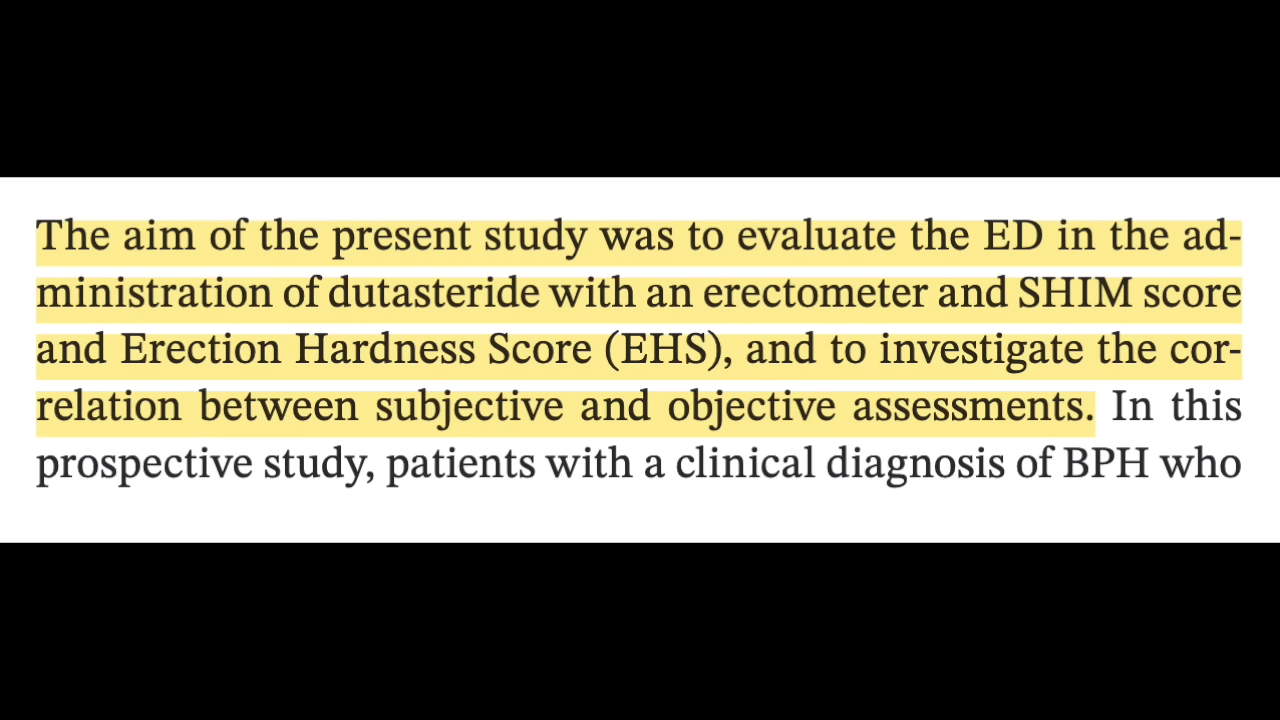 The aim of the present study was to evaluate the ED in the ad-
ministration of dutasteride with an erectometer and SHIM score
and Erection Hardness Score (EHS), and to investigate the cor-
relation between subjective and objective assessments. In this
prospective study, patients with a clinical diagnosis of BPH who